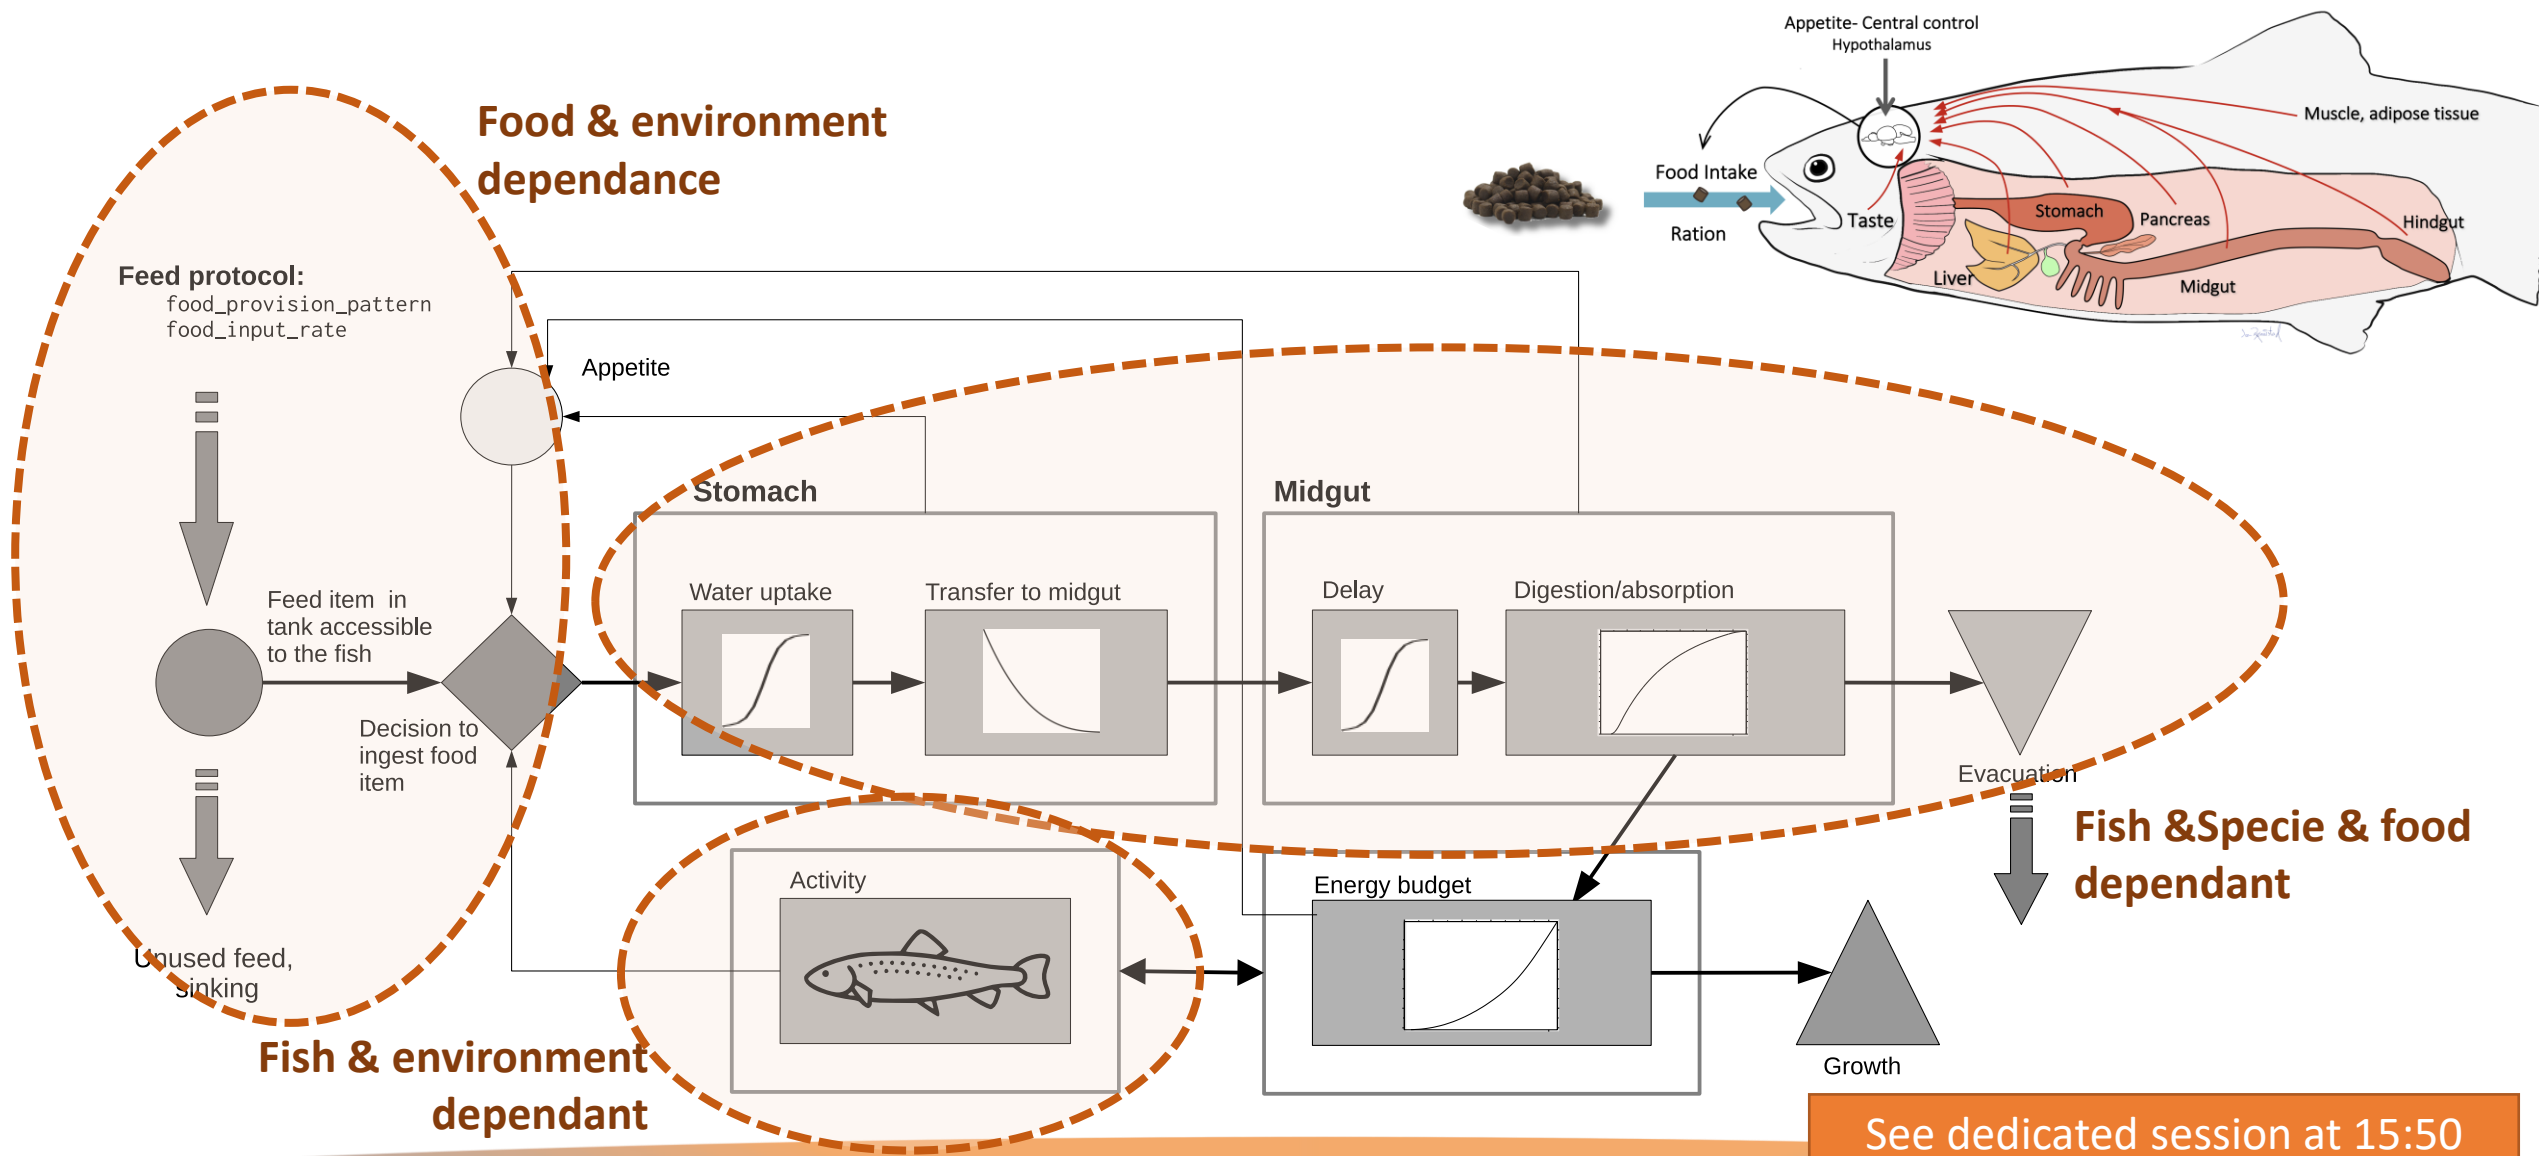 Appetite- Central control
Hypothalamus
Muscle, adipose tissue
Food Intake
Ration
Taste
Stomach
Pancreas
Hindgut
Liver
Midgut
Food & environment
dependance
Feed protocol:
food_provision_pattern
food_input_rate
Appetite
Stomach
Midgut
Water uptake
Transfer to midgut
Delay
Digestion/absorption
Feed item in
tank accessible
to the fish
Decision to
ingest food
item
Evacuation
Fish &Specie & food
dependant
Activity
Energy budget
Unused feed,
sinking
Fish & environment
dependant
Growth
See dedicated session at 15:50